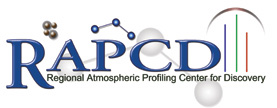 RAPCD
Regional Atmospheric Profiling Center for Discovery